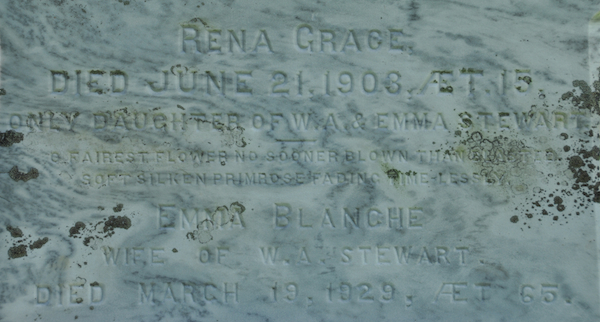 RENA GRACE.
DIED JUNE 21, 1903, ÆT. 15
ONLY DAUGHTER OF W.A. & EMMA STEWART
O FAIREST FLOWER NO SOONER BLOWN THAN
SOFT SILKEN PRIMROSE FADING TIMELESSLY
EMMA BLANCHE
WIFE OF W.A. STEWART.
DIED MARCH 19, 1929, ÆT. 65.